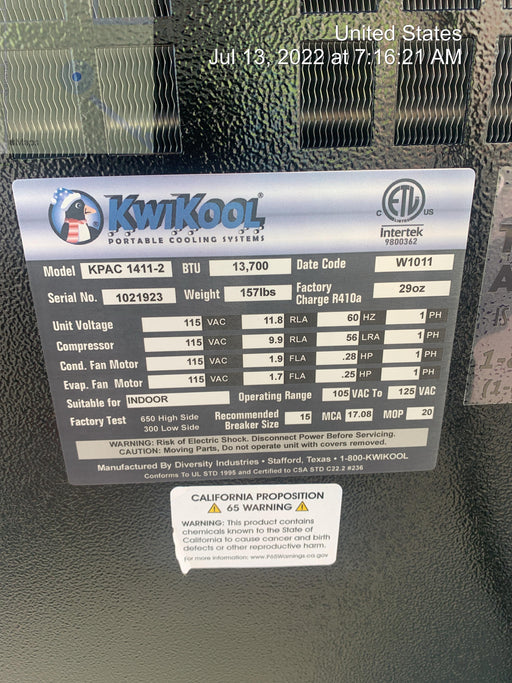 United States
Jul 13, 2022 at 7:16:21 AM
Maps
KWIKOOL®
PORTABLE COOLING SYSTEMS
C ETL US
LISTED
Intertek
9800362
Model KPAC 1411-2 BTU 13,700 Date Code W1011
Serial No. 1021923 Weight 157lbs Factory Charge R410a 29oz
Unit Voltage 115 VAC 11.8 RLA 60 HZ 1 PH
Compressor 115 VAC 9.9 RLA 56 LRA 1 PH
Cond. Fan Motor 115 VAC 1.9 FLA .28 HP 1 PH
Evap. Fan Motor 115 VAC 1.7 FLA .25 HP 1 PH
Suitable for INDOOR Operating Range 105 VAC To 125 VAC
Factory Test 650 High Side 300 Low Side Recommended Breaker Size 15 MCA 17.08 MOP 20
WARNING: Risk of Electric Shock. Disconnect Power Before Servicing.
CAUTION: Moving Parts, Do not operate unit with covers removed.
Manufactured By Diversity Industries • Stafford, Texas • 1-800-KWIKOOL
Conforms To UL STD 1995 and Certified to CSA STD C22.2 #236
CALIFORNIA PROPOSITION
65 WARNING
WARNING: This product contains
chemicals known to the State of
California to cause cancer and birth
defects or other reproductive harm.
For more information: www.P65Warnings.ca.gov